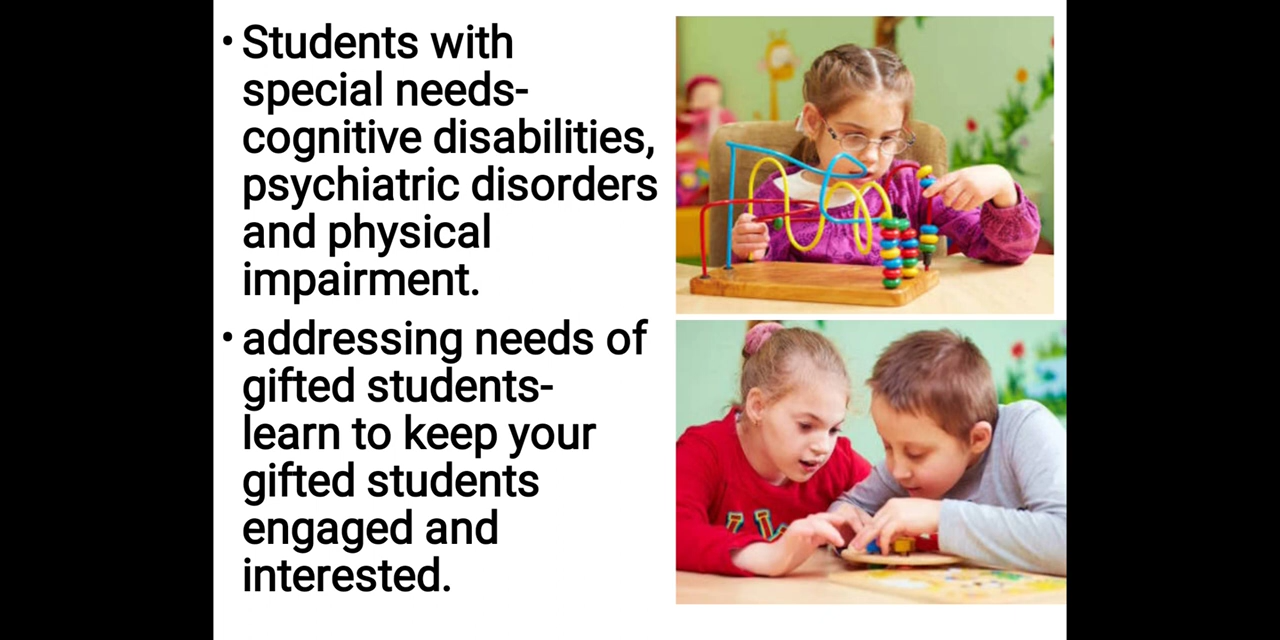 • Students with
special needs-
cognitive disabilities,
psychiatric disorders
and physical
impairment.
• addressing needs of
gifted students-
learn to keep your
gifted students
engaged and
interested.